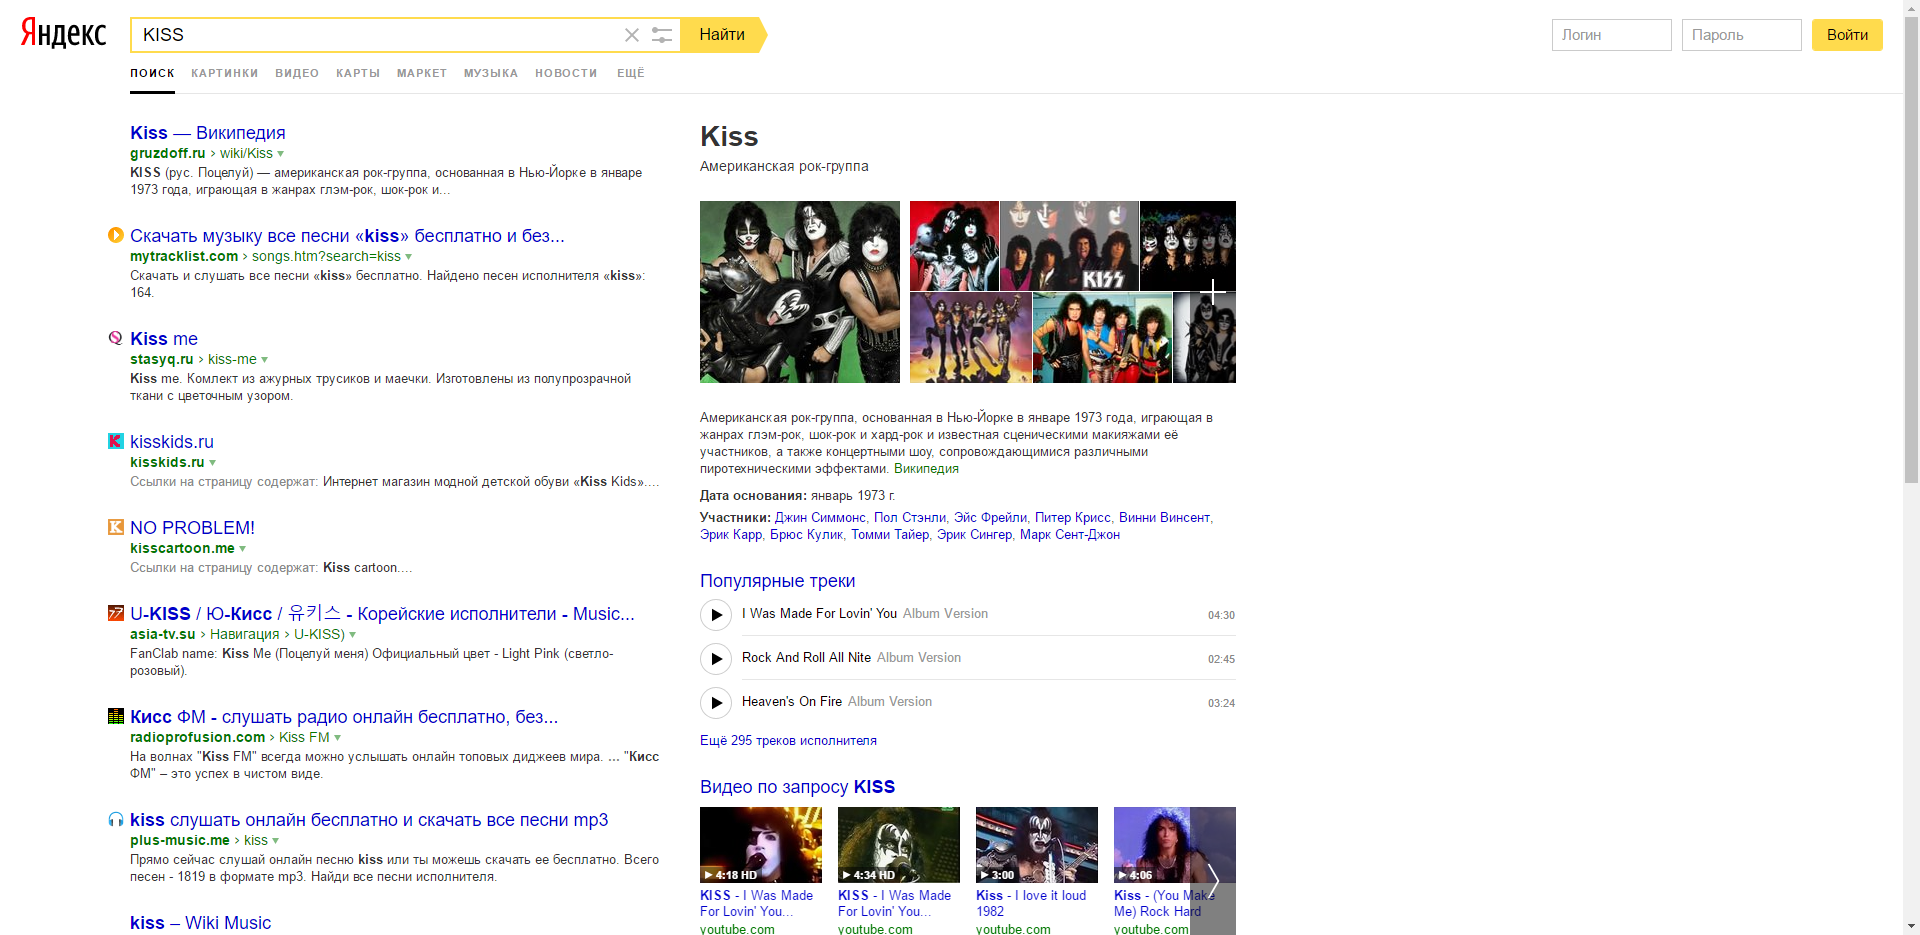 Яндекс
KISS
Найти
Логин
Пароль
Войти
ПОИСК КАРТИНКИ ВИДЕО КАРТЫ МАРКЕТ МУЗЫКА НОВОСТИ ЕЩЁ
Kiss — Википедия
gruzdoff.ru › wiki/Kiss
KISS (рус. Поцелуй) — американская рок-группа, основанная в Нью-Йорке в январе
1973 года, играющая в жанрах глэм-рок, шок-рок и...
Скачать музыку все песни «kiss» бесплатно и без...
mytracklist.com › songs.htm?search=kiss
Скачать и слушать все песни «kiss» бесплатно. Найдено песен исполнителя «kiss»:
164.
Kiss me
stasyq.ru › kiss-me
Kiss me. Комлект из ажурных трусиков и маечки. Изготовлены из полупрозрачной
ткани с цветочным узором.
kisskids.ru
kisskids.ru
Ссылки на страницу содержат: Интернет магазин модной детской обуви «Kiss Kids»....
NO PROBLEM!
kisscartoon.me
Ссылки на страницу содержат: Kiss cartoon....
U-KISS / Ю-Кисс / 유키스 - Корейские исполнители - Music...
asia-tv.su › Навигация › U-KISS)
FanClab name: Kiss Me (Поцелуй меня) Официальный цвет - Light Pink (светло-
розовый).
Кисс ФМ - слушать радио онлайн бесплатно, без...
radioprofusion.com › Kiss FM
На волнах "Kiss FM" всегда можно услышать онлайн топовых диджеев мира. ... "Кисс
ФМ" – это успех в чистом виде.
kiss слушать онлайн бесплатно и скачать все песни mp3
plus-music.me › kiss
Прямо сейчас слушай онлайн песню kiss или ты можешь скачать ее бесплатно. Всего
песен - 1819 в формате mp3. Найди все песни исполнителя.
kiss – Wiki Music
Kiss
Американская рок-группа
KISS
Американская рок-группа, основанная в Нью-Йорке в январе 1973 года, играющая в
жанрах глэм-рок, шок-рок и хард-рок и известная сценическими макияжами её
участников, а также концертными шоу, сопровождающимися различными
пиротехническими эффектами. Википедия
Дата основания: январь 1973 г.
Участники: Джин Симмонс, Пол Стэнли, Эйс Фрейли, Питер Крисс, Винни Винсент,
Эрик Карр, Брюс Кулик, Томми Тайер, Эрик Сингер, Марк Сент-Джон
Популярные треки
I Was Made For Lovin' You Album Version 04:30
Rock And Roll All Nite Album Version 02:45
Heaven's On Fire Album Version 03:24
Ещё 295 треков исполнителя
Видео по запросу KISS
4:18 HD
KISS - I Was Made
For Lovin' You...
youtube.com
4:34 HD
KISS - I Was Made
For Lovin' You...
youtube.com
3:00
Kiss - I love it loud
1982
youtube.com
4:06
Kiss - (You Make
Me) Rock Hard
youtube.com